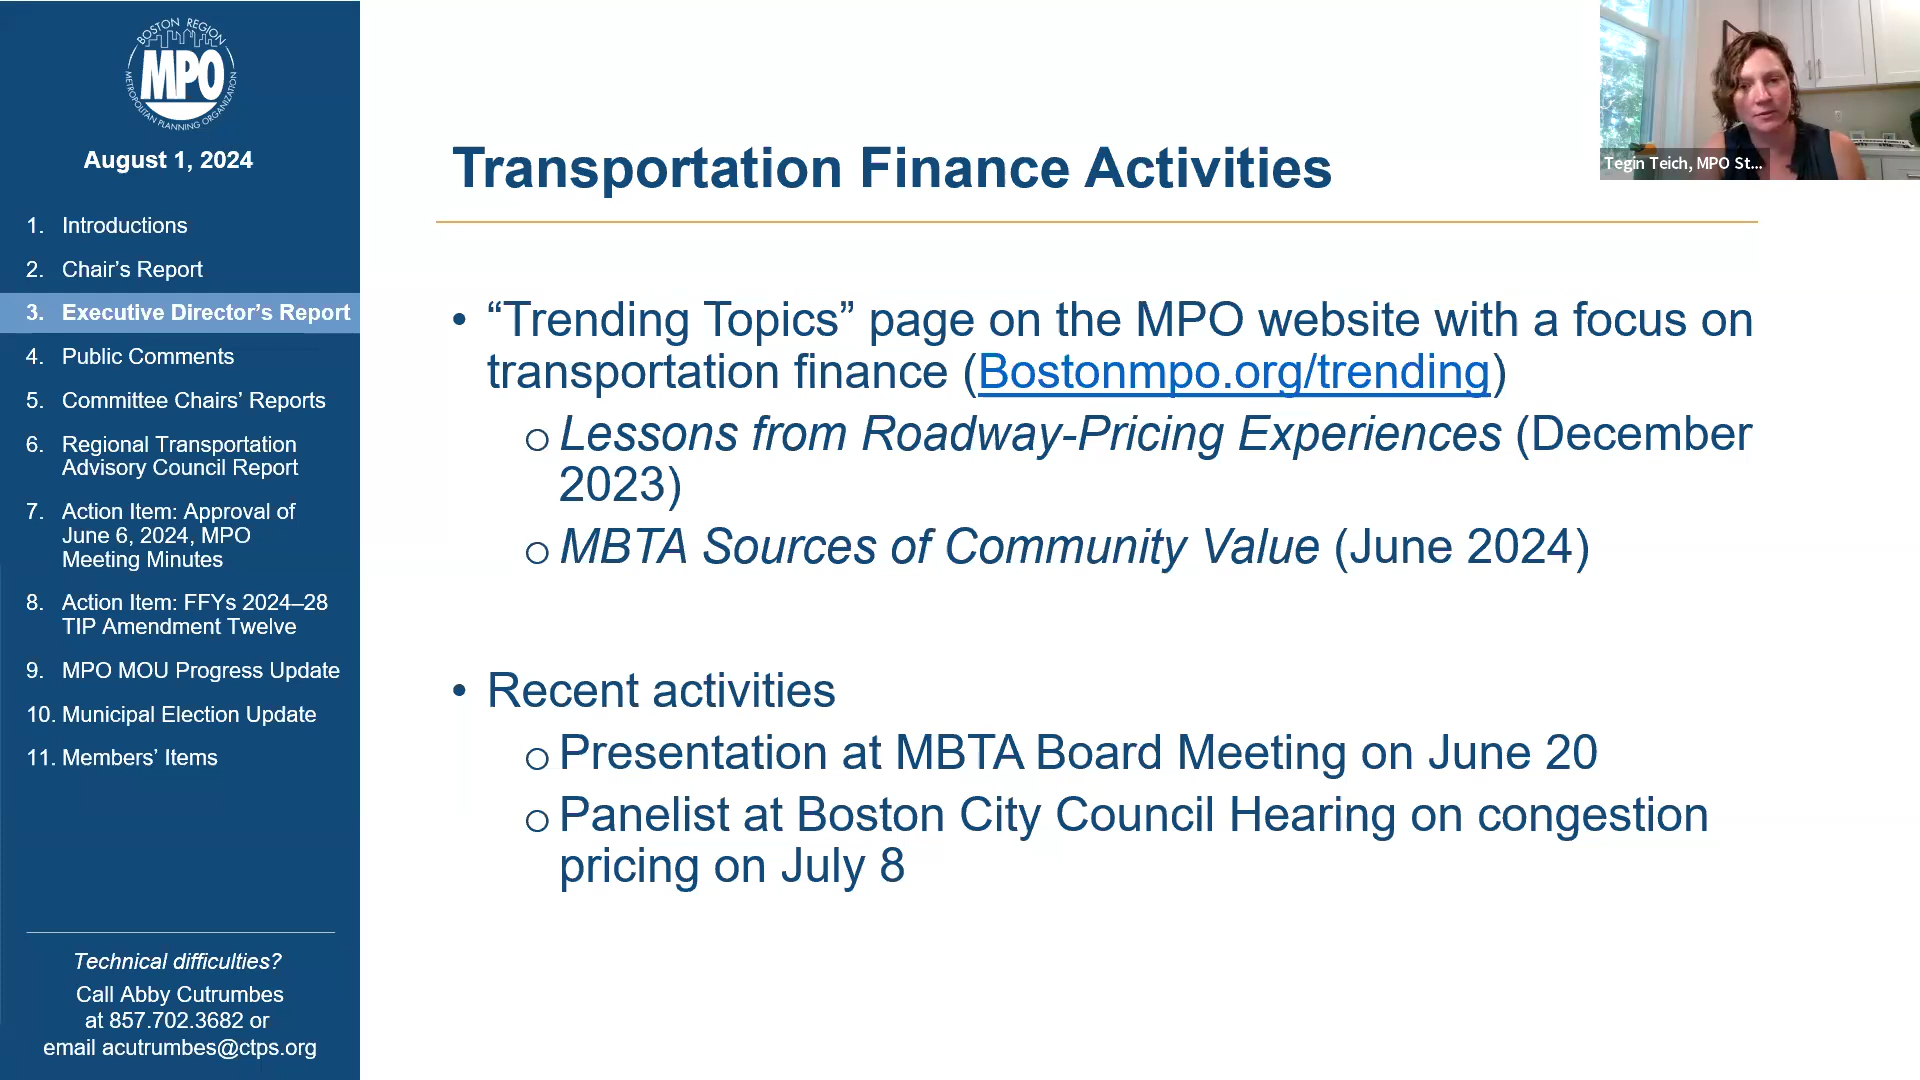 BOSTON REGION
MPO
METROPOLITAN PLANNING ORGANIZATION
August 1, 2024
1. Introductions
2. Chair’s Report
3. Executive Director’s Report
4. Public Comments
5. Committee Chairs’ Reports
6. Regional Transportation
Advisory Council Report
7. Action Item: Approval of
June 6, 2024, MPO
Meeting Minutes
8. Action Item: FFYs 2024–28
TIP Amendment Twelve
9. MPO MOU Progress Update
10. Municipal Election Update
11. Members’ Items
Technical difficulties?
Call Abby Cutrumbes
at 857.702.3682 or
email acutrumbes@ctps.org
Transportation Finance Activities
• “Trending Topics” page on the MPO website with a focus on
transportation finance (Bostonmpo.org/trending)
o Lessons from Roadway-Pricing Experiences (December
2023)
o MBTA Sources of Community Value (June 2024)
• Recent activities
o Presentation at MBTA Board Meeting on June 20
o Panelist at Boston City Council Hearing on congestion
pricing on July 8
Tegin Teich, MPO St...